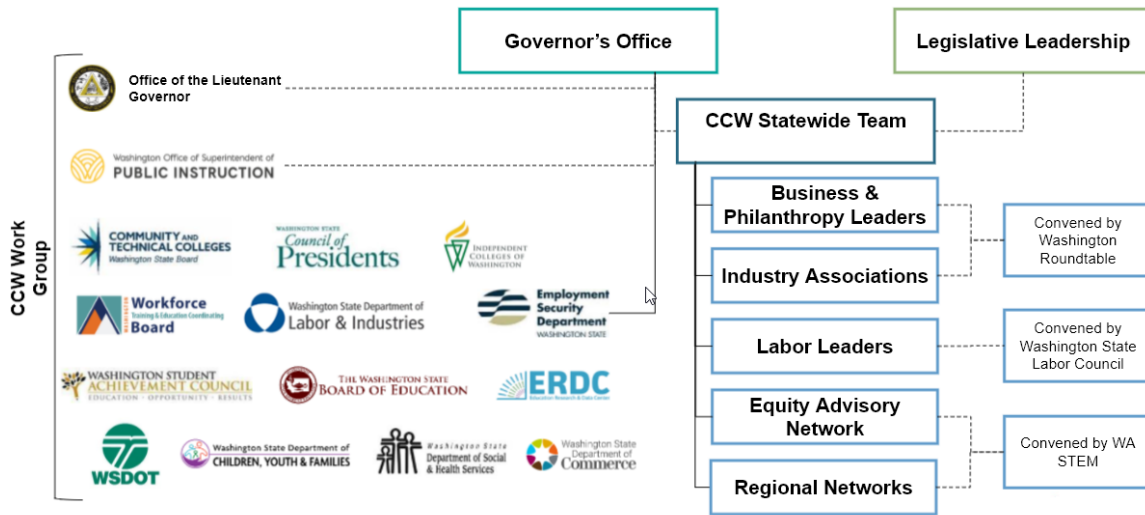 Governor's Office
Legislative Leadership
CCW Work
Group
Office of the Lieutenant
Governor
Washington Office of Superintendent of
PUBLIC INSTRUCTION
COMMUNITY AND
TECHNICAL COLLEGES
Washington State Board
WASHINGTON STATE
Council of
Presidents
INDEPENDENT
COLLEGES OF
WASHINGTON
Workforce
Training & Education Coordinating
Board
Washington State Department of
Labor & Industries
Employment
Security
Department
WASHINGTON STATE
WASHINGTON STUDENT
ACHIEVEMENT COUNCIL
EDUCATION · OPPORTUNITY · RESULTS
THE WASHINGTON STATE
BOARD OF EDUCATION
ERDC
Education Research & Data Center
WSDOT
Washington State Department of
CHILDREN, YOUTH & FAMILIES
Washington State
Department of Social
& Health Services
Washington State
Department of
Commerce
CCW Statewide Team
Business &
Philanthropy Leaders
Industry Associations
Labor Leaders
Equity Advisory
Network
Regional Networks
Convened by
Washington
Roundtable
Convened by
Washington State
Labor Council
Convened by WA
STEM